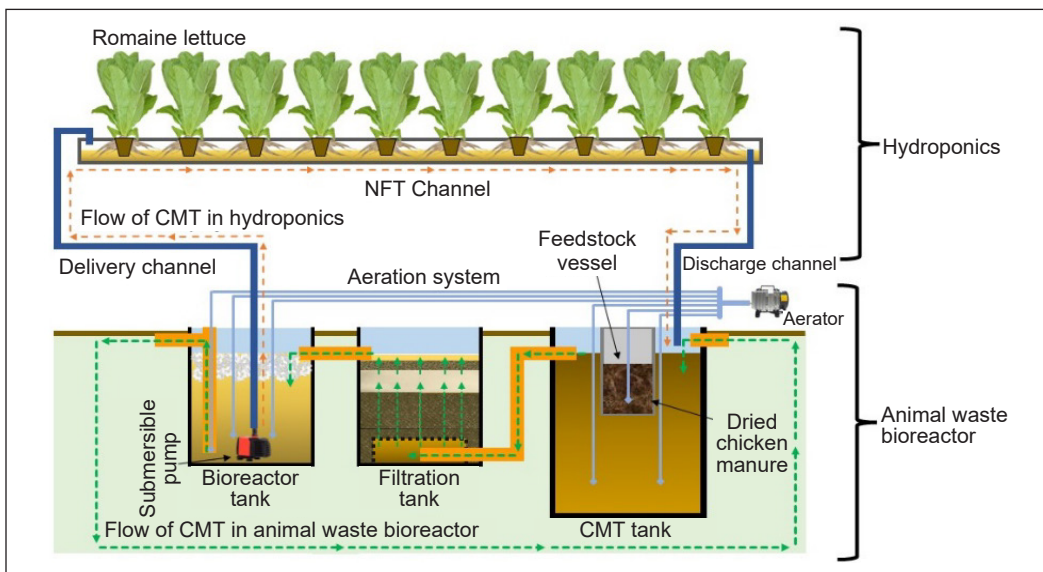 Romaine lettuce
Hydroponics
NFT Channel
Flow of CMT in hydroponics
Feedstock
vessel
Delivery channel
Discharge channel
Aeration system
Aerator
Submersible
pump
Dried
chicken
manure
Animal waste
bioreactor
Bioreactor
tank
Filtration
tank
CMT tank
Flow of CMT in animal waste bioreactor